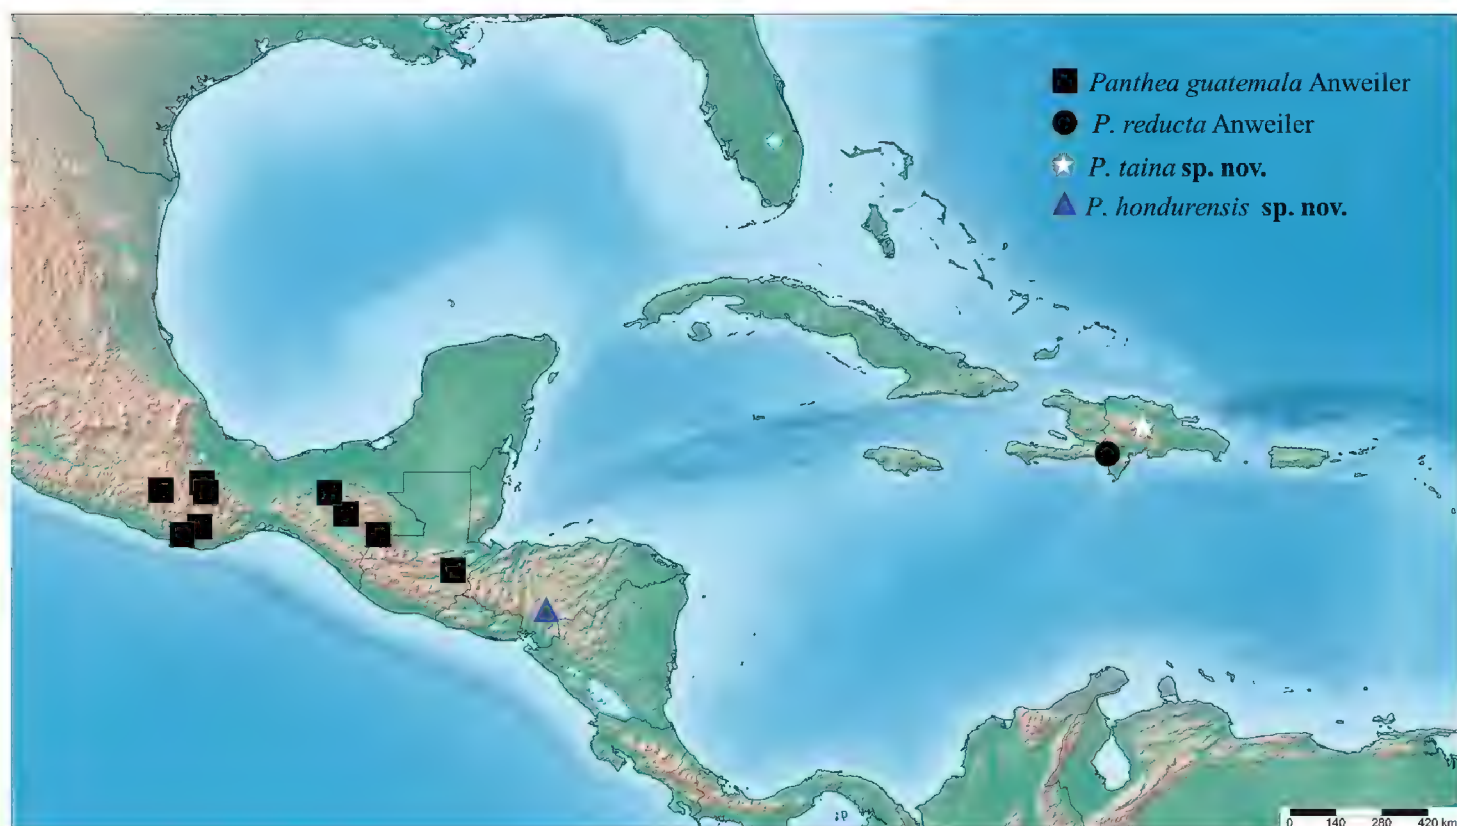 Panthea guatemala Anweiler
P. reducta Anweiler
P. taina sp. nov.
P. hondurensis sp. nov.
0 140 280 420 km